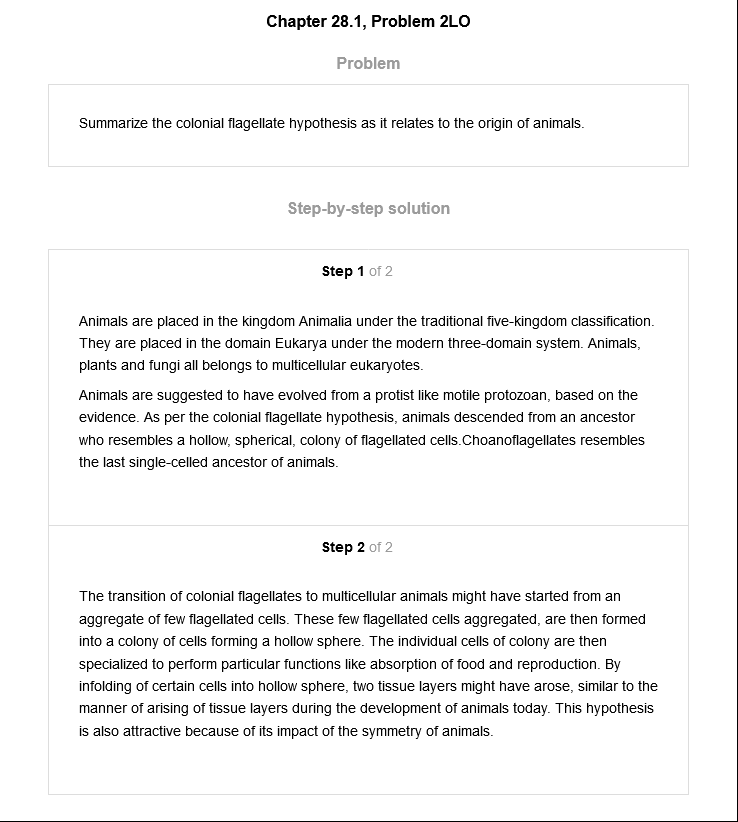 Chapter 28.1, Problem 2LO
Problem
Summarize the colonial flagellate hypothesis as it relates to the origin of animals.
Step-by-step solution
Step 1 of 2
Animals are placed in the kingdom Animalia under the traditional five-kingdom classification.
They are placed in the domain Eukarya under the modern three-domain system. Animals,
plants and fungi all belongs to multicellular eukaryotes.
Animals are suggested to have evolved from a protist like motile protozoan, based on the
evidence. As per the colonial flagellate hypothesis, animals descended from an ancestor
who resembles a hollow, spherical, colony of flagellated cells.Choanoflagellates resembles
the last single-celled ancestor of animals.
Step 2 of 2
The transition of colonial flagellates to multicellular animals might have started from an
aggregate of few flagellated cells. These few flagellated cells aggregated, are then formed
into a colony of cells forming a hollow sphere. The individual cells of colony are then
specialized to perform particular functions like absorption of food and reproduction. By
infolding of certain cells into hollow sphere, two tissue layers might have arose, similar to the
manner of arising of tissue layers during the development of animals today. This hypothesis
is also attractive because of its impact of the symmetry of animals.